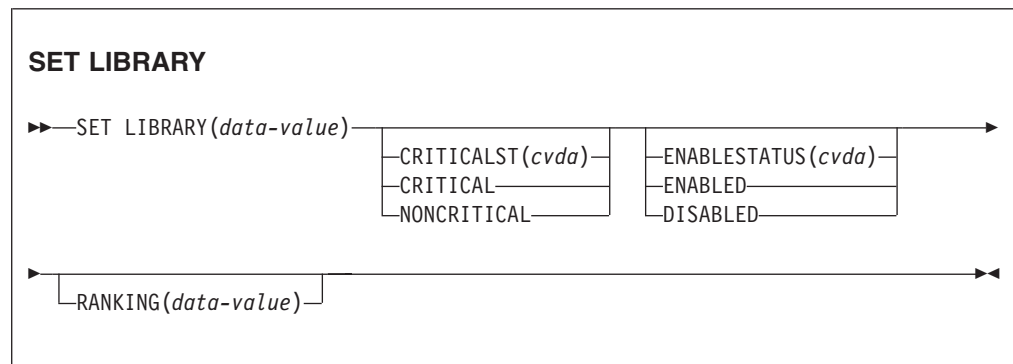 SET LIBRARY
SET LIBRARY(data-value)
CRITICALST(cvda)
CRITICAL
NONCRITICAL
ENABLESTATUS(cvda)
ENABLED
DISABLED
RANKING(data-value)